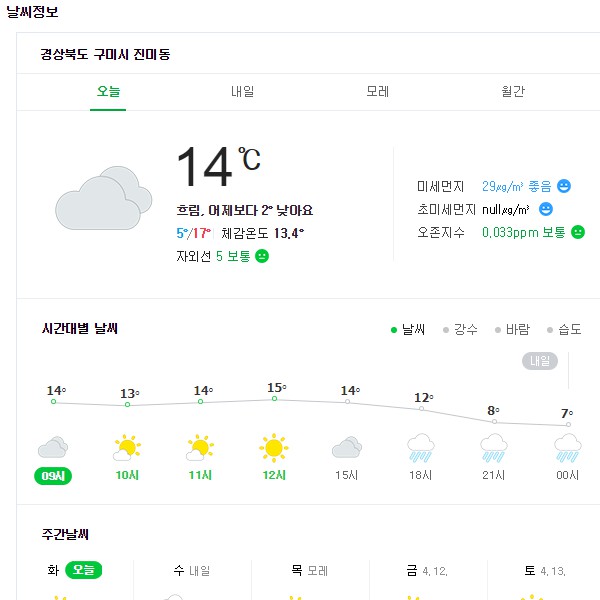 날씨정보
경상북도 구미시 진미동
오늘 내일 모레 월간
14℃
흐림, 어제보다 2° 낮아요
5°/17° 체감온도 13.4°
자외선 5 보통
미세먼지 29㎍/㎥ 좋음
초미세먼지 null㎍/㎥
오존지수 0.033ppm 보통
시간대별 날씨
날씨 강수 바람 습도
내일
14° 13° 14° 15° 14° 12° 8° 7°
09시 10시 11시 12시 15시 18시 21시 00시
주간날씨
화 오늘 수 내일 목 모레 금 4.12. 토 4.13.